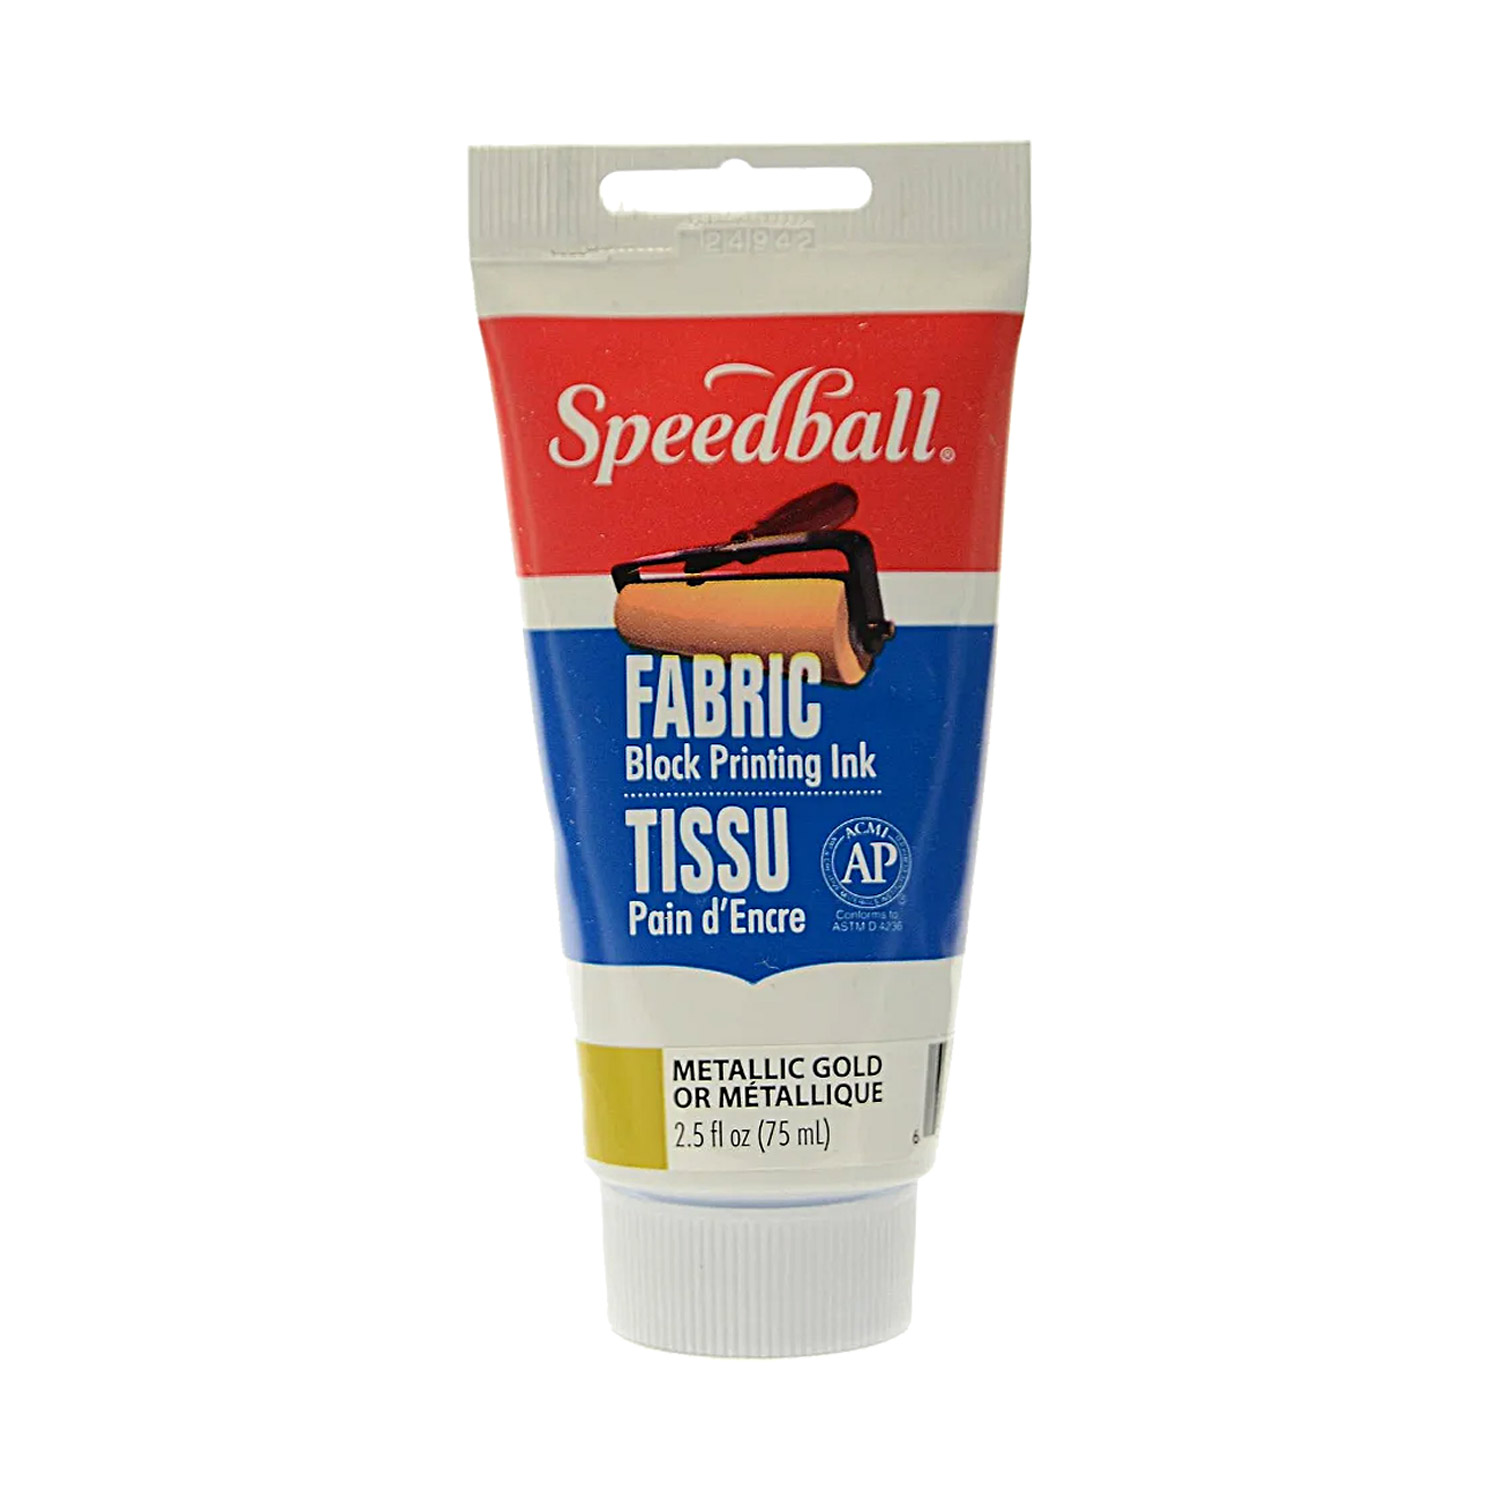 24942
Speedball®
FABRIC
Block Printing Ink
TISSU
Pain d'Encre
ACMI
AP
Conforms to
ASTM D 4236
METALLIC GOLD
OR MÉTALLIQUE
2.5 fl oz (75 mL)
6